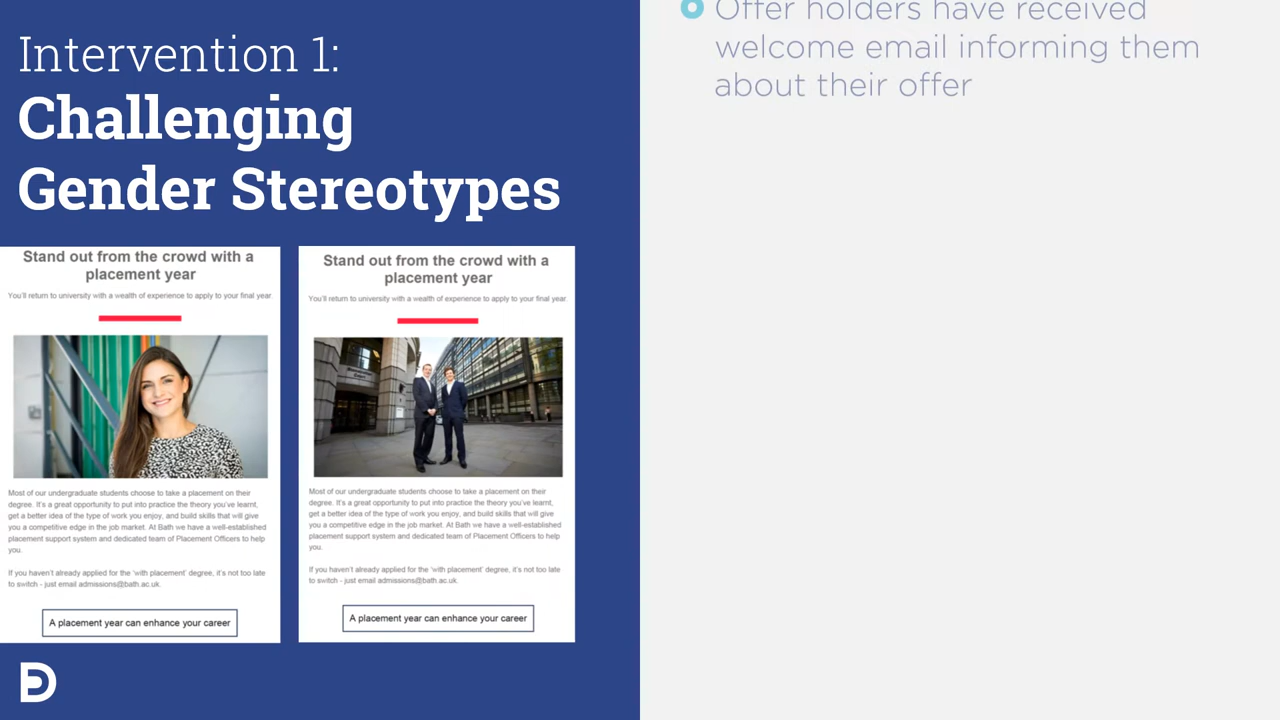 Intervention 1:
Challenging
Gender Stereotypes
Stand out from the crowd with a
placement year
You'll return to university with a wealth of experience to apply to your final year.
Most of our undergraduate students choose to take a placement on their
degree. It's a great opportunity to put into practice the theory you've learnt,
get a better idea of the type of work you enjoy, and build skills that will give
you a competitive edge in the job market. At Bath we have a well-established
placement support system and dedicated team of Placement Officers to help
you.
If you haven't already applied for the 'with placement' degree, it's not too late
to switch - just email admissions@bath.ac.uk.
A placement year can enhance your career
Stand out from the crowd with a
placement year
You'll return to university with a wealth of experience to apply to your final year.
Most of our undergraduate students choose to take a placement on their
degree. It's a great opportunity to put into practice the theory you've learnt,
get a better idea of the type of work you enjoy, and build skills that will give
you a competitive edge in the job market. At Bath we have a well-established
placement support system and dedicated team of Placement Officers to help
you.
If you haven't already applied for the 'with placement' degree, it's not too late
to switch - just email admissions@bath.ac.uk.
A placement year can enhance your career
Offer holders have received
welcome email informing them
about their offer